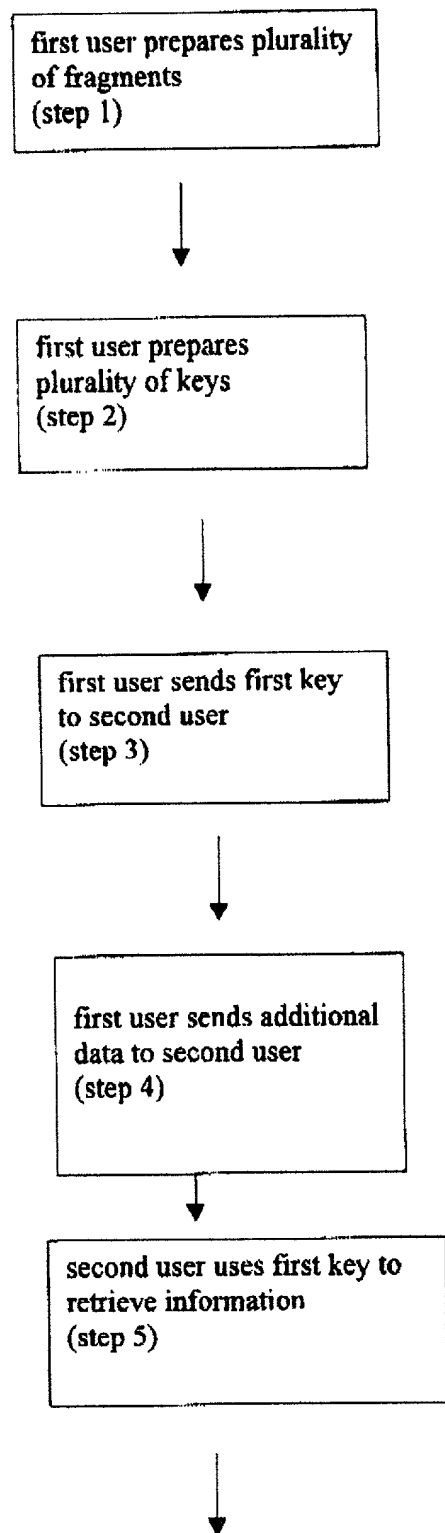 first user prepares plurality
of fragments
(step 1)
first user prepares
plurality of keys
(step 2)
first user sends first key
to second user
(step 3)
first user sends additional
data to second user
(step 4)
second user uses first key to
retrieve information
(step 5)